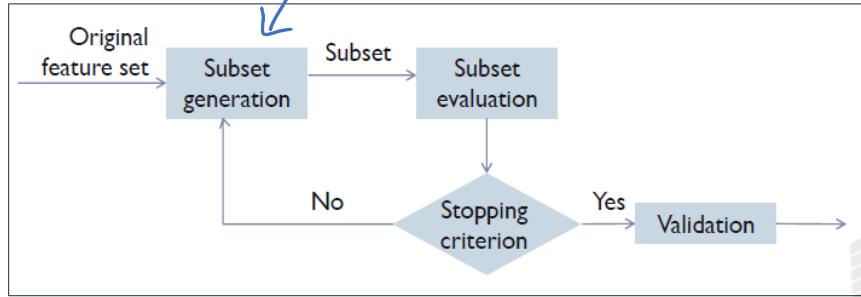 Original
feature set
Subset
generation
Subset
Subset
evaluation
No
Stopping
criterion
Yes
Validation